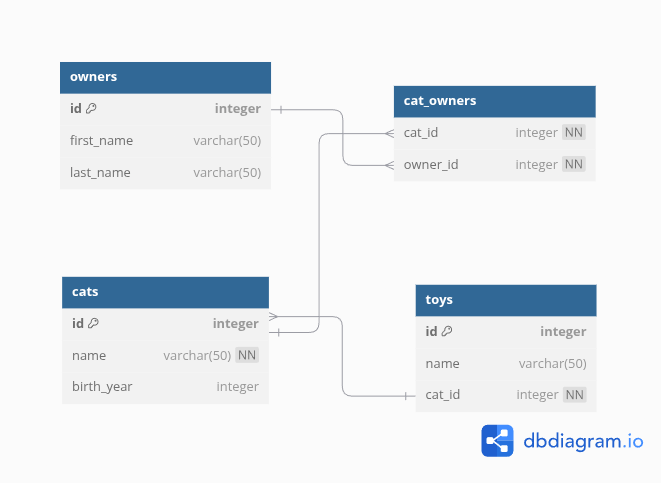 owners
id integer
first_name varchar(50)
last_name varchar(50)
cat_owners
cat_id integer NN
owner_id integer NN
cats
id integer
name varchar(50) NN
birth_year integer
toys
id integer
name varchar(50)
cat_id integer NN
dbdiagram.io